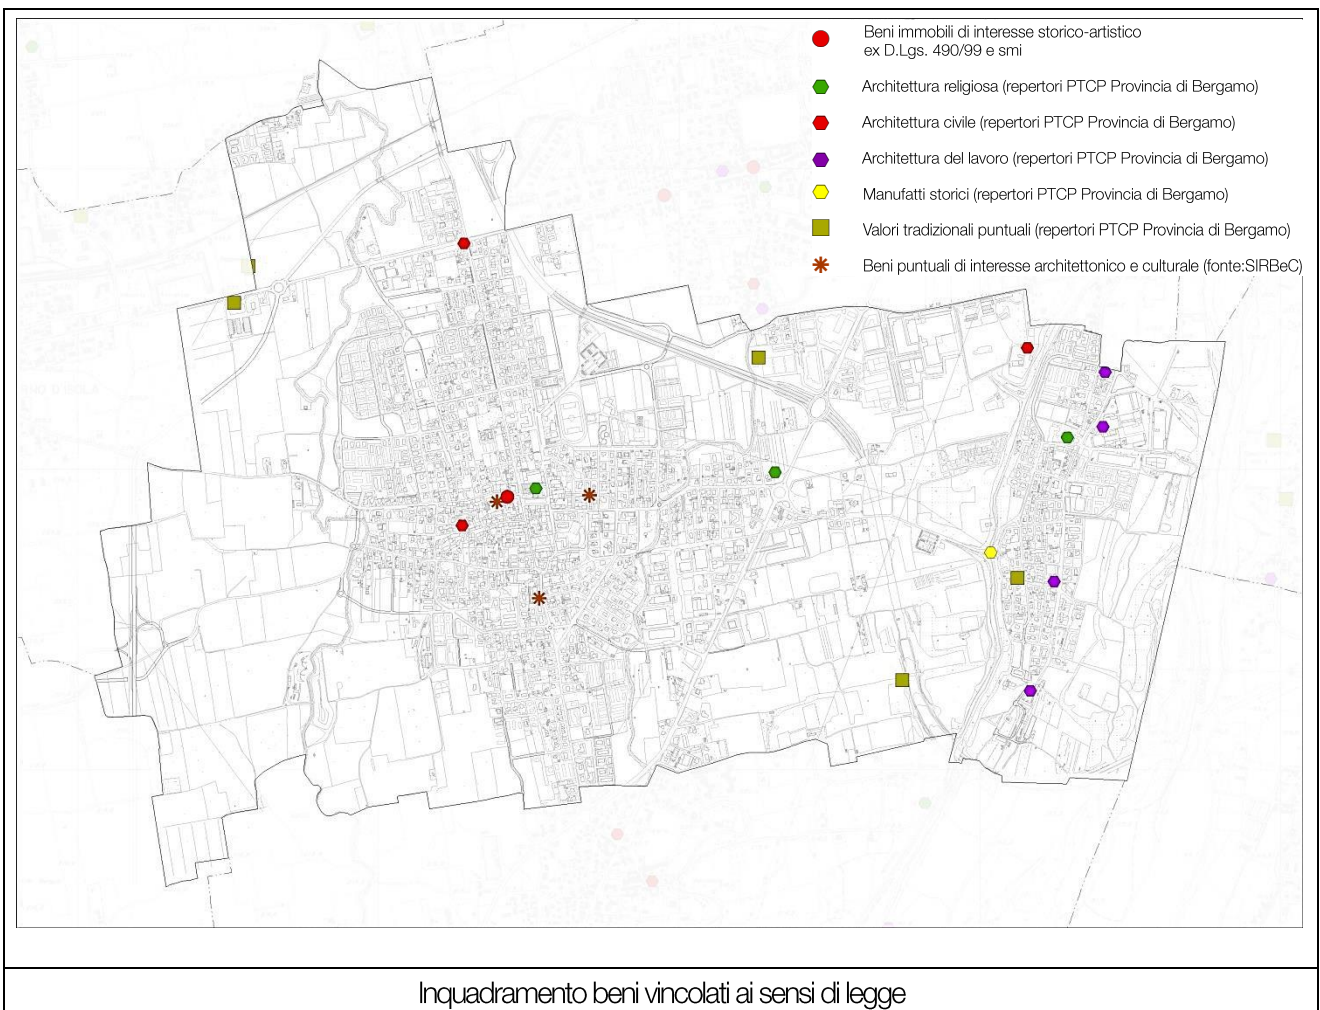 Beni immobili di interesse storico-artistico
ex D.Lgs. 490/99 e smi
Architettura religiosa (repertori PTCP Provincia di Bergamo)
Architettura civile (repertori PTCP Provincia di Bergamo)
Architettura del lavoro (repertori PTCP Provincia di Bergamo)
Manufatti storici (repertori PTCP Provincia di Bergamo)
Valori tradizionali puntuali (repertori PTCP Provincia di Bergamo)
Beni puntuali di interesse architettonico e culturale (fonte:SIRBeC)
Inquadramento beni vincolati ai sensi di legge